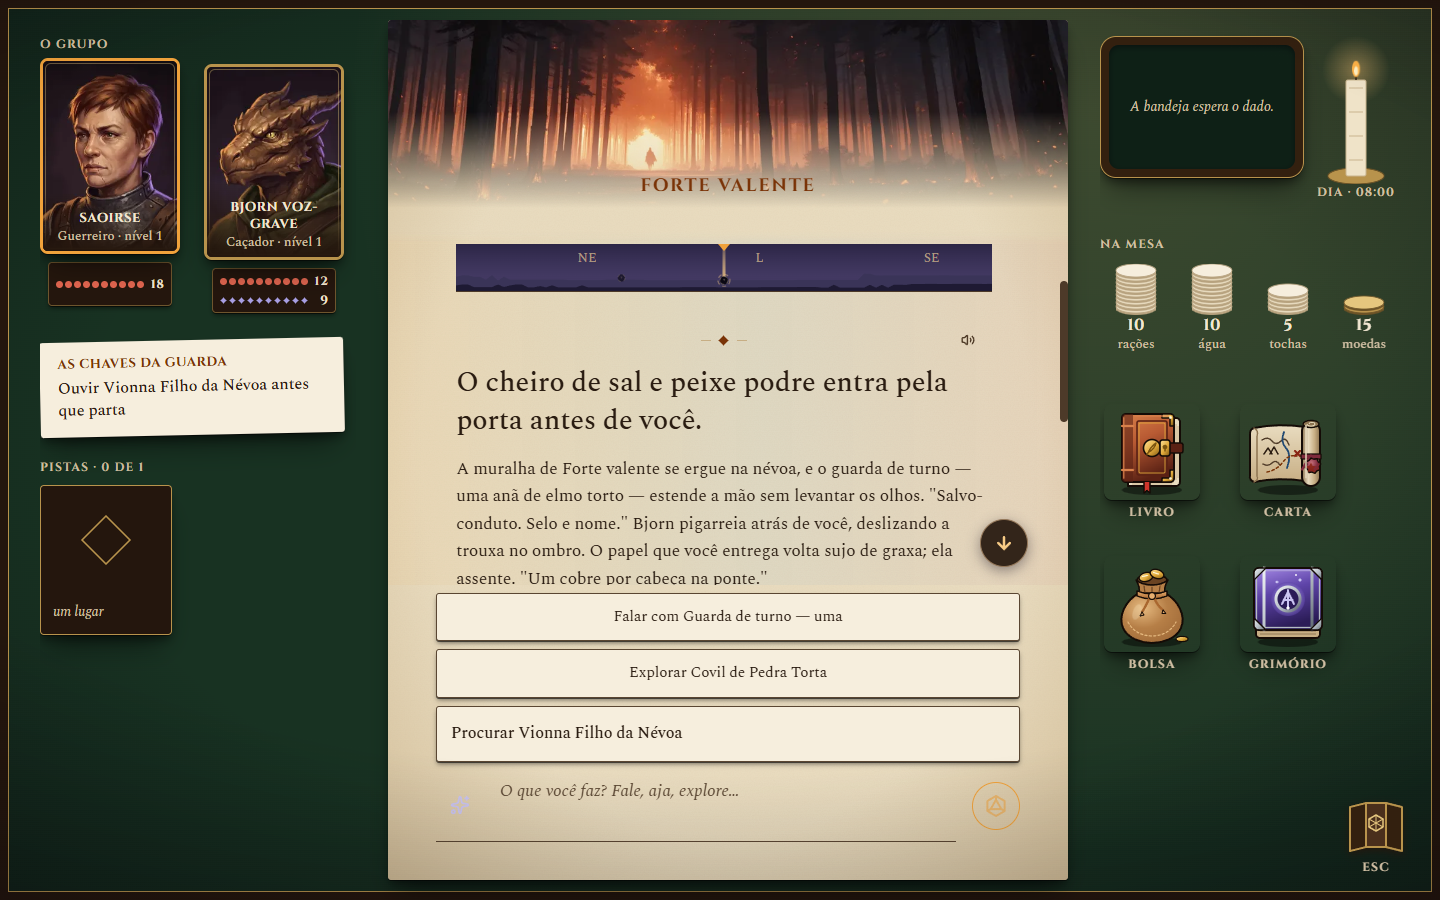 O GRUPO
SAOIRSE
Guerreiro · nível 1
18
BJORN VOZ-
GRAVE
Caçador · nível 1
12
9
AS CHAVES DA GUARDA
Ouvir Vionna Filho da Névoa antes
que parta
PISTAS · 0 DE 1
um lugar
FORTE VALENTE
NE
L
SE
O cheiro de sal e peixe podre entra pela
porta antes de você.
A muralha de Forte valente se ergue na névoa, e o guarda de turno —
uma anã de elmo torto — estende a mão sem levantar os olhos. "Salvo-
conduto. Selo e nome." Bjorn pigarreia atrás de você, deslizando a
trouxa no ombro. O papel que você entrega volta sujo de graxa; ela
assente. "Um cobre por cabeça na ponte."
Falar com Guarda de turno — uma
Explorar Covil de Pedra Torta
Procurar Vionna Filho da Névoa
O que você faz? Fale, aja, explore...
A bandeja espera o dado.
DIA · 08:00
NA MESA
10
rações
10
água
5
tochas
15
moedas
LIVRO
CARTA
BOLSA
GRIMÓRIO
ESC